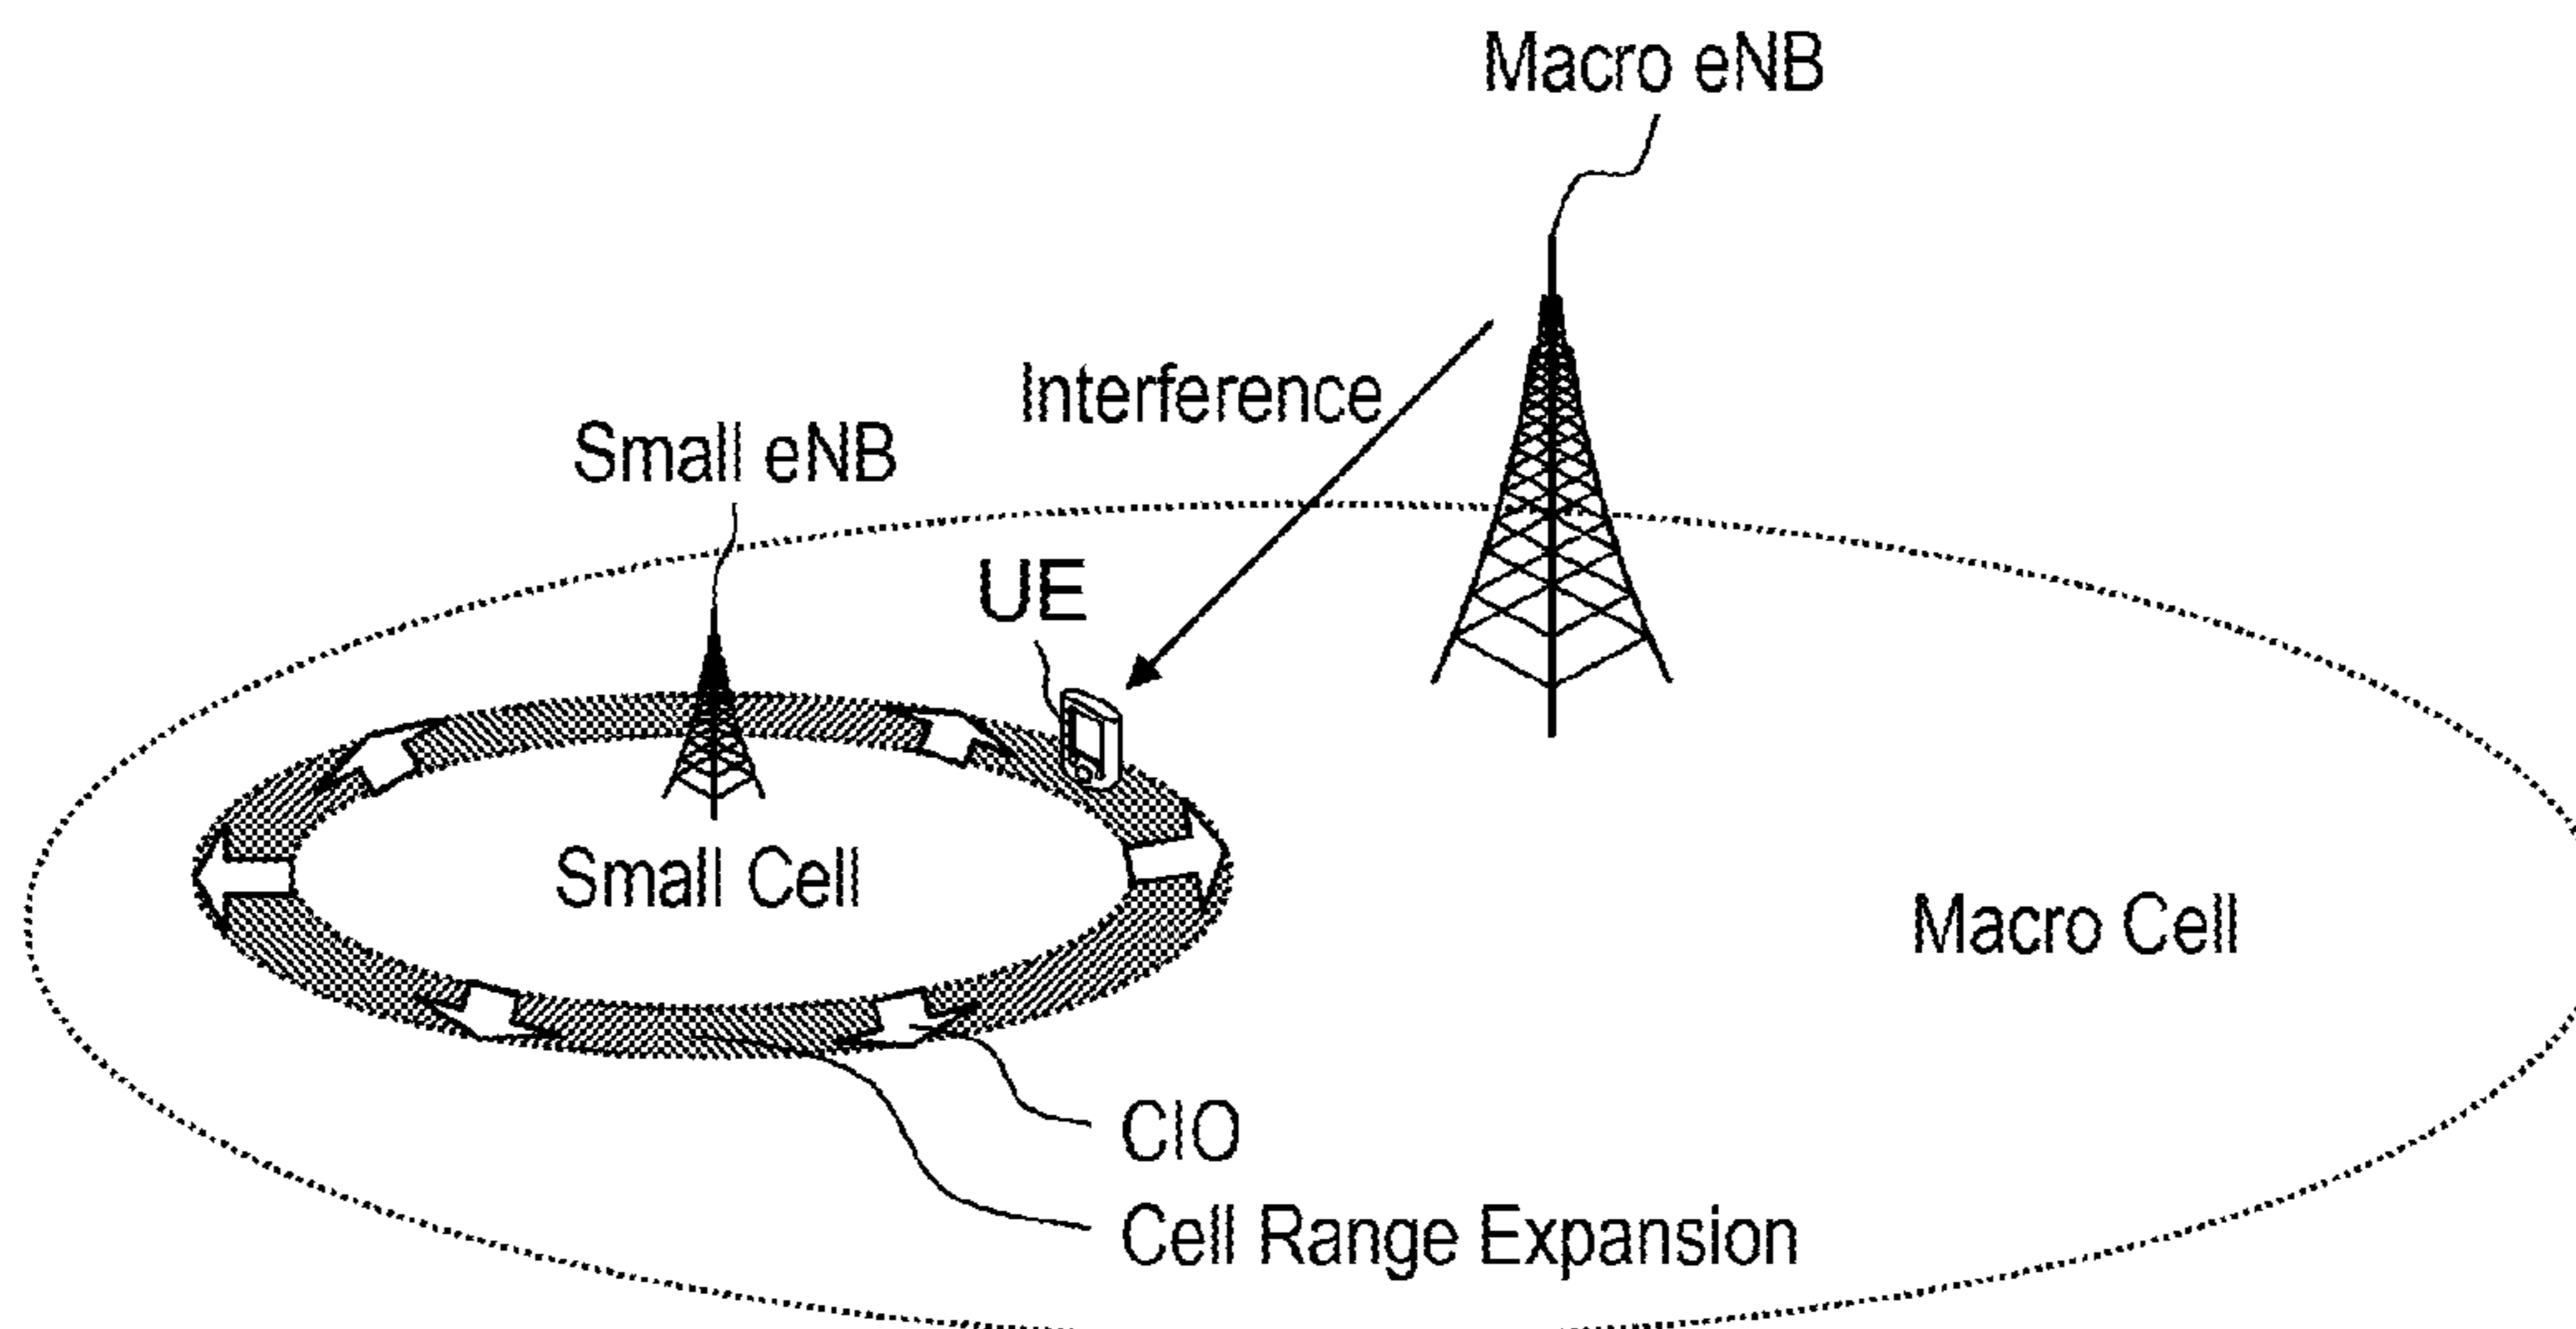 Macro eNB
Interference
Small eNB
UE
Small Cell
Macro Cell
CIO
Cell Range Expansion